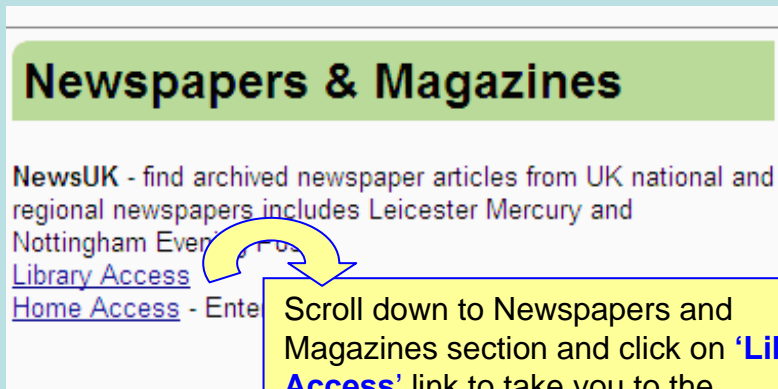 Newspapers & Magazines
NewsUK - find archived newspaper articles from UK national and
regional newspapers includes Leicester Mercury and
Nottingham
Library Access
Home Access -
Scroll down to Newspapers and
Magazines section and click on
Access’ link to take you to the